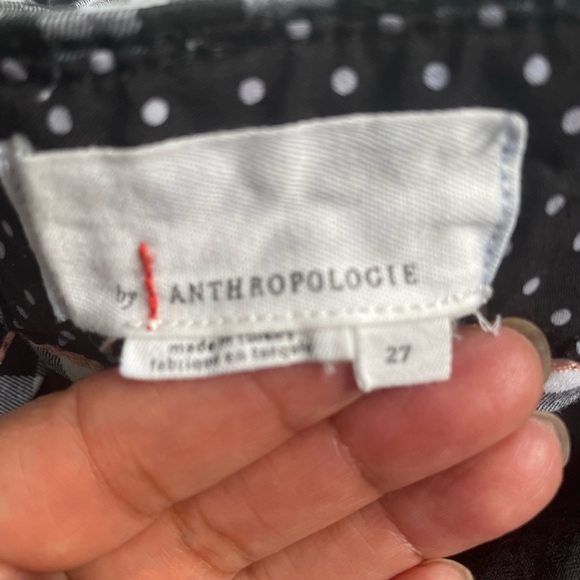 by ANTHROPOLOGIE
made in Turkey
fabriqué en turquie
27